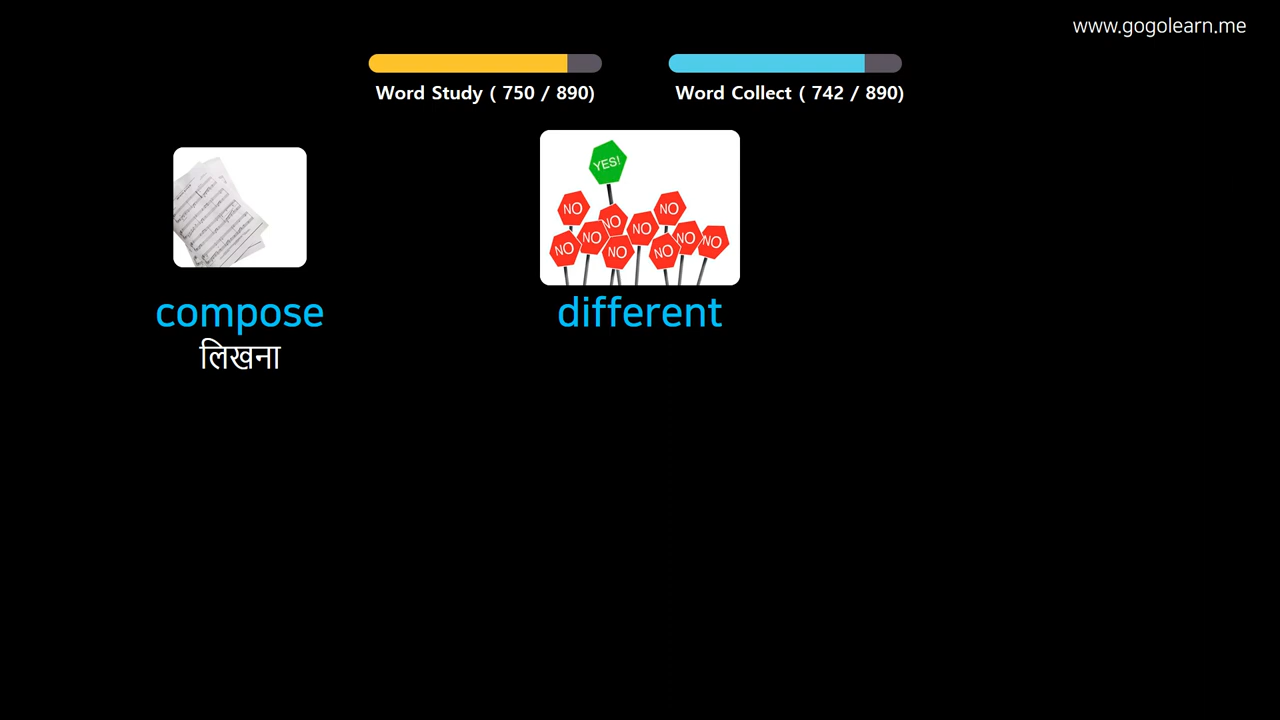 www.gogolearn.me
Word Study ( 750 / 890)
Word Collect ( 742 / 890)
YES!
NO
NO
NO
NO
NO
NO
NO
NO
NO
NO
compose
लिखना
different